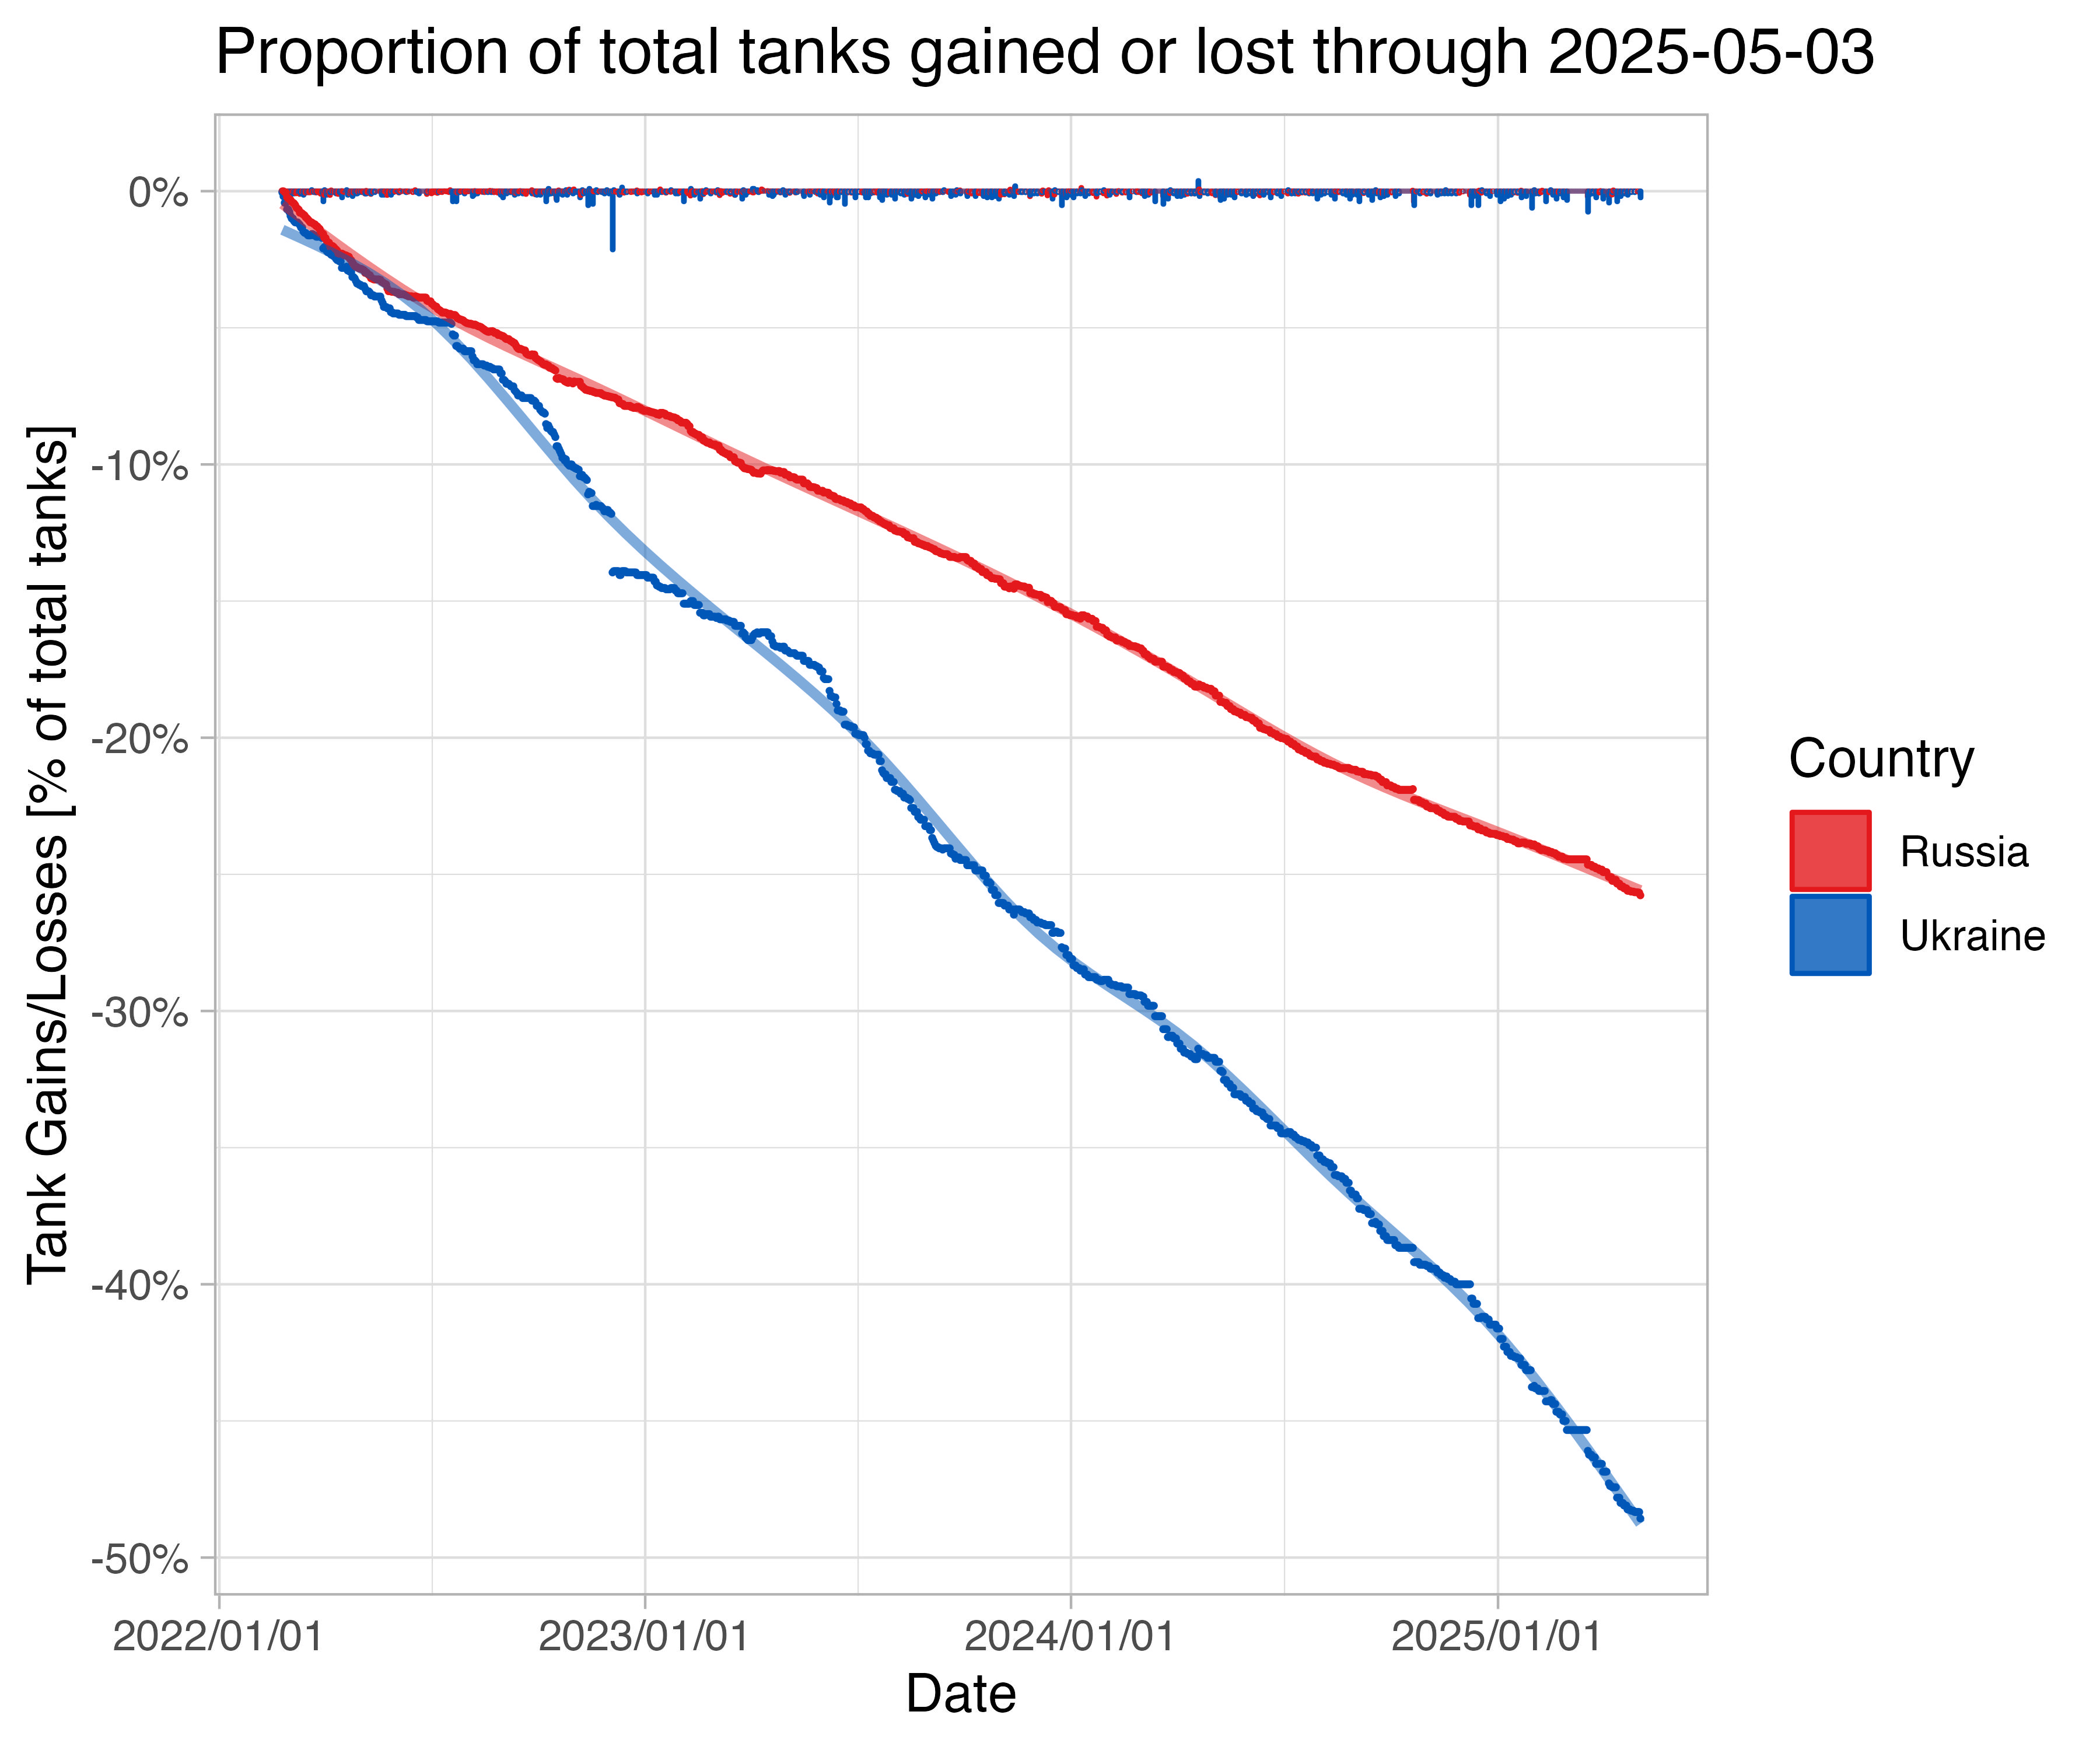 Proportion of total tanks gained or lost through 2025-05-03
Tank Gains/Losses [% of total tanks]
0%
-10%
-20%
-30%
-40%
-50%
2022/01/01
2023/01/01
2024/01/01
2025/01/01
Date
Country
Russia
Ukraine